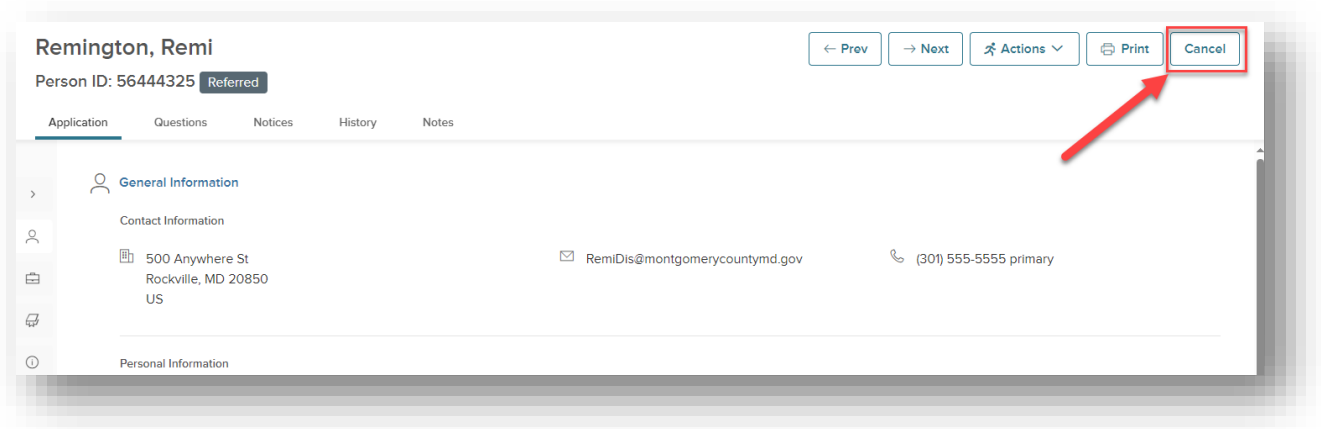 Remington, Remi
← Prev
→ Next
Actions
Print
Cancel
Person ID: 56444325 Referred
Application
Questions
Notices
History
Notes
General Information
Contact Information
500 Anywhere St
Rockville, MD 20850
US
RemiDis@montgomerycountymd.gov
(301) 555-5555 primary
Personal Information